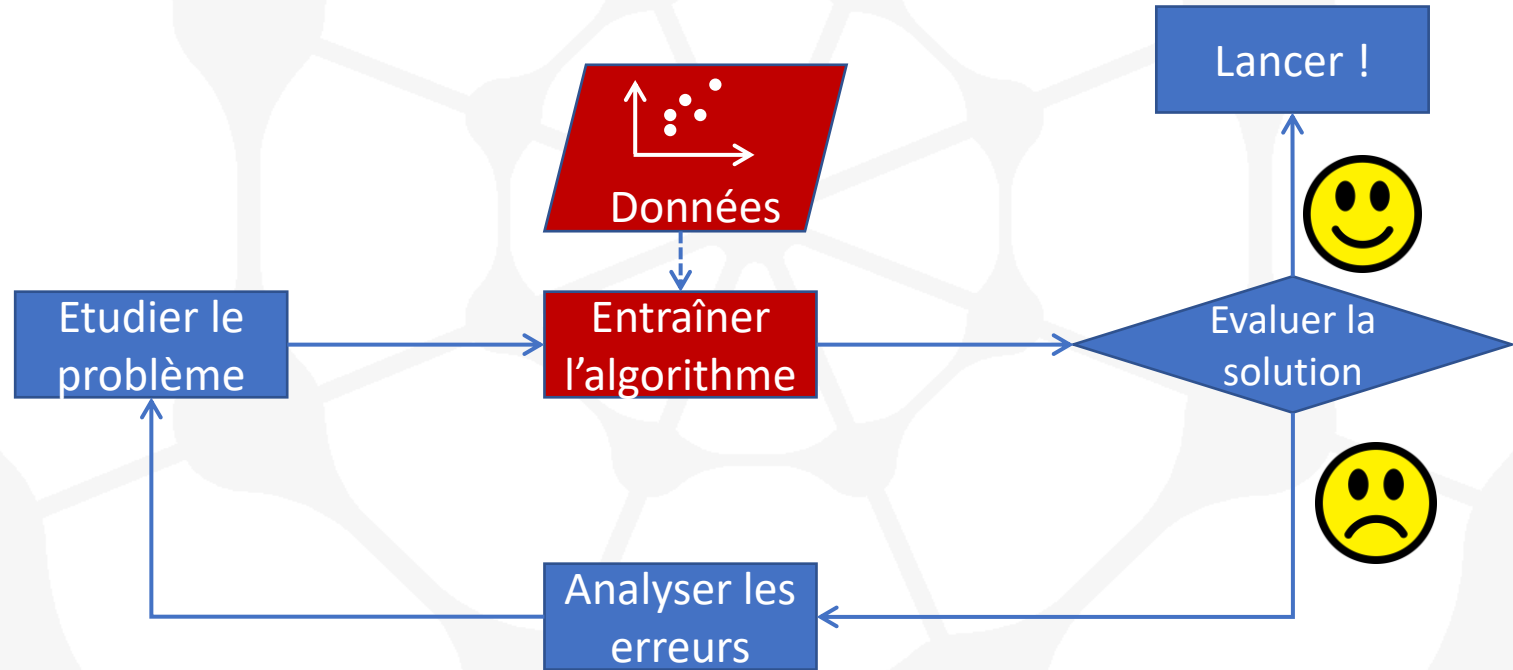 Lancer !
Données
Etudier le
problème
Entraîner
l’algorithme
Evaluer la
solution
Analyser les
erreurs